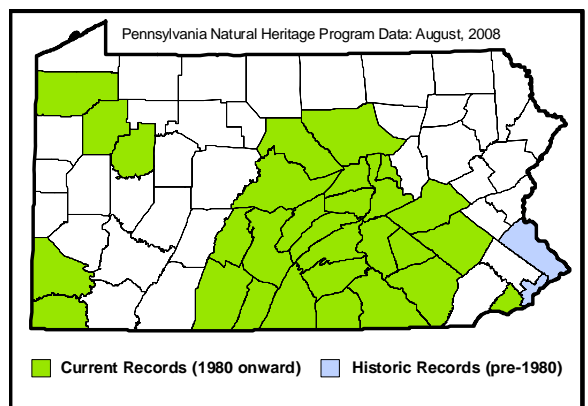 Pennsylvania Natural Heritage Program Data: August, 2008
Current Records (1980 onward) Historic Records (pre-1980)